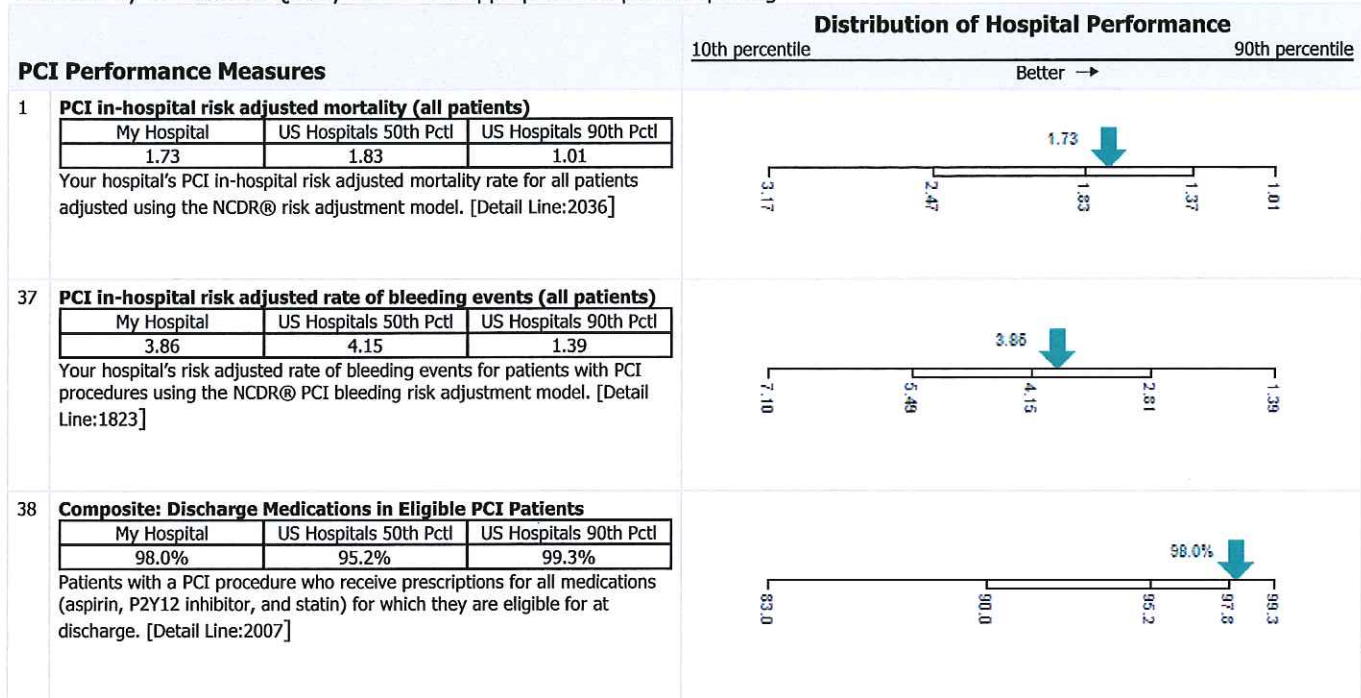 Distribution of Hospital Performance
10th percentile 90th percentile
PCI Performance Measures
Better →
1 PCI in-hospital risk adjusted mortality (all patients)
My Hospital US Hospitals 50th Pctl US Hospitals 90th Pctl
1.73 1.83 1.01
Your hospital's PCI in-hospital risk adjusted mortality rate for all patients
adjusted using the NCDR® risk adjustment model. [Detail Line:2036]
1.73
3.17 2.47 1.83 1.37 1.01
37 PCI in-hospital risk adjusted rate of bleeding events (all patients)
My Hospital US Hospitals 50th Pctl US Hospitals 90th Pctl
3.86 4.15 1.39
Your hospital's risk adjusted rate of bleeding events for patients with PCI
procedures using the NCDR® PCI bleeding risk adjustment model. [Detail
Line:1823]
3.86
7.10 5.49 4.15 2.81 1.39
38 Composite: Discharge Medications in Eligible PCI Patients
My Hospital US Hospitals 50th Pctl US Hospitals 90th Pctl
98.0% 95.2% 99.3%
Patients with a PCI procedure who receive prescriptions for all medications
(aspirin, P2Y12 inhibitor, and statin) for which they are eligible for at
discharge. [Detail Line:2007]
98.0%
83.0 90.0 95.2 97.8 99.3